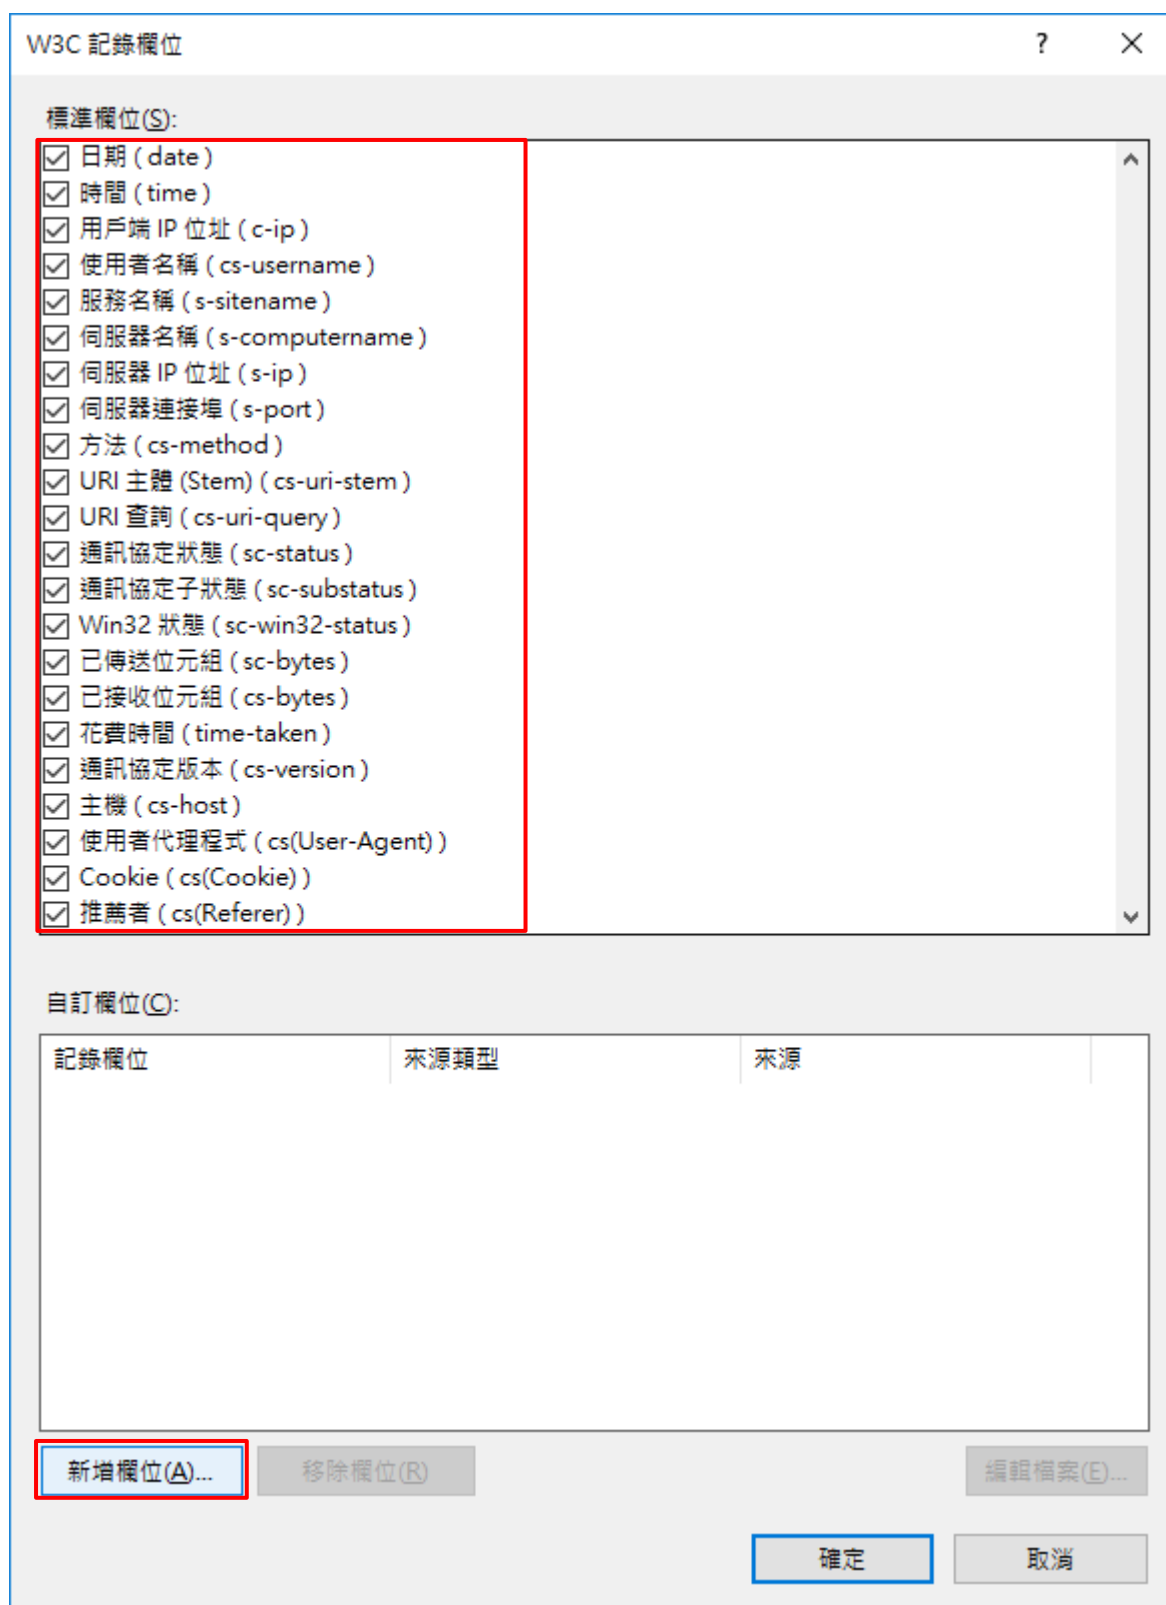 W3C 記錄欄位
標準欄位(S):
日期 ( date )
時間 ( time )
用戶端 IP 位址 ( c-ip )
使用者名稱 ( cs-username )
服務名稱 ( s-sitename )
伺服器名稱 ( s-computername )
伺服器 IP 位址 ( s-ip )
伺服器連接埠 ( s-port )
方法 ( cs-method )
URI 主體 (Stem) ( cs-uri-stem )
URI 查詢 ( cs-uri-query )
通訊協定狀態 ( sc-status )
通訊協定子狀態 ( sc-substatus )
Win32 狀態 ( sc-win32-status )
已傳送位元組 ( sc-bytes )
已接收位元組 ( cs-bytes )
花費時間 ( time-taken )
通訊協定版本 ( cs-version )
主機 ( cs-host )
使用者代理程式 ( cs(User-Agent) )
Cookie ( cs(Cookie) )
推薦者 ( cs(Referer) )
自訂欄位(C):
記錄欄位 來源類型 來源
新增欄位(A)... 移除欄位(R) 編輯檔案(E)...
確定 取消